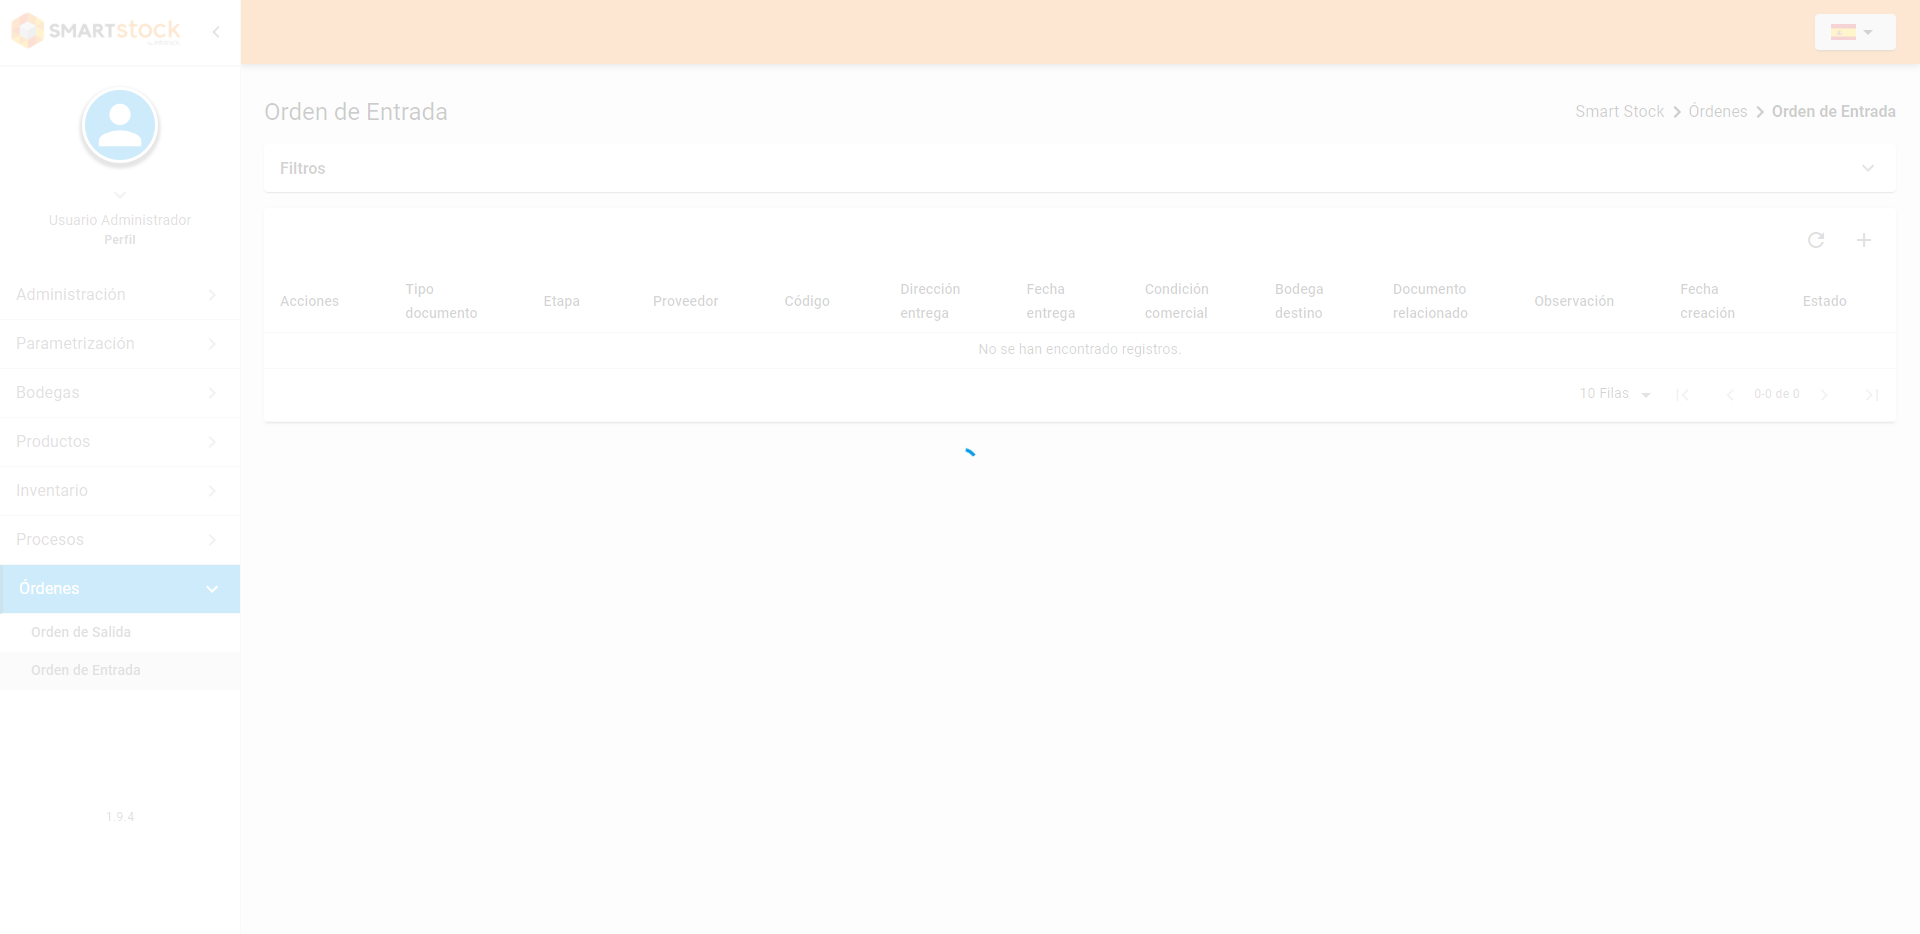 SMARTstock
Usuario Administrador
Perfil
Administración
Parametrización
Bodegas
Productos
Inventario
Procesos
Órdenes
Orden de Salida
Orden de Entrada
1.9.4
Orden de Entrada
Smart Stock > Órdenes > Orden de Entrada
Filtros
Acciones
Tipo
documento
Etapa
Proveedor
Código
Dirección
entrega
Fecha
entrega
Condición
comercial
Bodega
destino
Documento
relacionado
Observación
Fecha
creación
Estado
No se han encontrado registros.
10 Filas
0-0 de 0